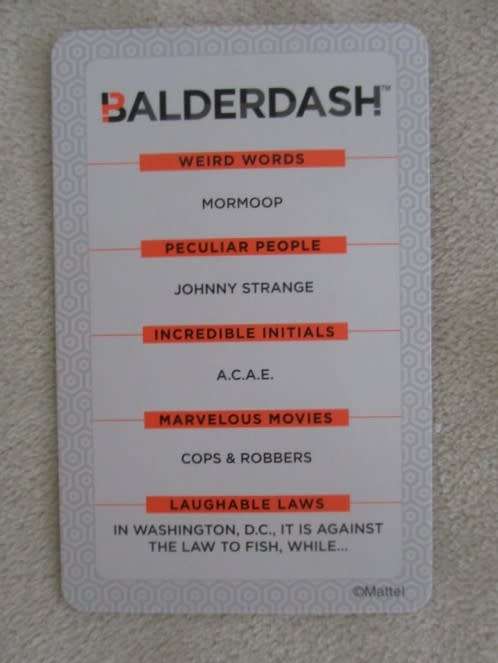 BALDERDASH™
WEIRD WORDS
MORMOOP
PECULIAR PEOPLE
JOHNNY STRANGE
INCREDIBLE INITIALS
A.C.A.E.
MARVELOUS MOVIES
COPS & ROBBERS
LAUGHABLE LAWS
IN WASHINGTON, D.C., IT IS AGAINST
THE LAW TO FISH, WHILE...
©Mattel